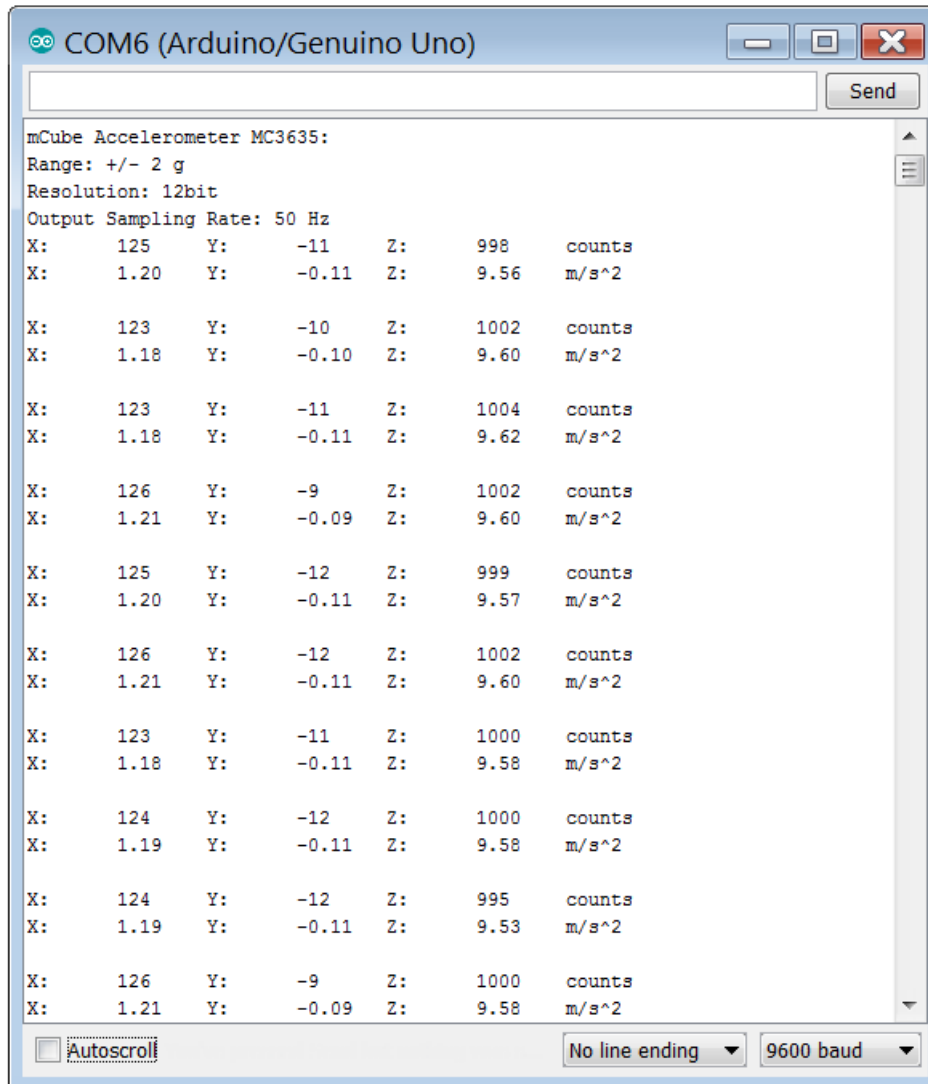 COM6 (Arduino/Genuino Uno)
Send
mCube Accelerometer MC3635:
Range: +/- 2 g
Resolution: 12bit
Output Sampling Rate: 50 Hz
X: 125 Y: -11 Z: 998 counts
X: 1.20 Y: -0.11 Z: 9.56 m/s^2
X: 123 Y: -10 Z: 1002 counts
X: 1.18 Y: -0.10 Z: 9.60 m/s^2
X: 123 Y: -11 Z: 1004 counts
X: 1.18 Y: -0.11 Z: 9.62 m/s^2
X: 126 Y: -9 Z: 1002 counts
X: 1.21 Y: -0.09 Z: 9.60 m/s^2
X: 125 Y: -12 Z: 999 counts
X: 1.20 Y: -0.11 Z: 9.57 m/s^2
X: 126 Y: -12 Z: 1002 counts
X: 1.21 Y: -0.11 Z: 9.60 m/s^2
X: 123 Y: -11 Z: 1000 counts
X: 1.18 Y: -0.11 Z: 9.58 m/s^2
X: 124 Y: -12 Z: 1000 counts
X: 1.19 Y: -0.11 Z: 9.58 m/s^2
X: 124 Y: -12 Z: 995 counts
X: 1.19 Y: -0.11 Z: 9.53 m/s^2
X: 126 Y: -9 Z: 1000 counts
X: 1.21 Y: -0.09 Z: 9.58 m/s^2
Autoscroll No line ending 9600 baud